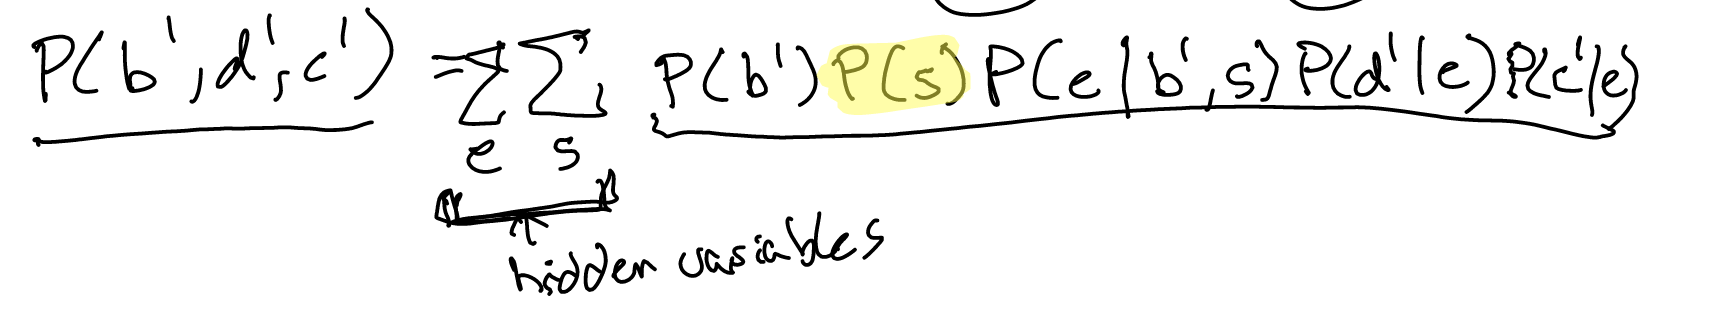 P(b', d', c') = Σ Σ P(b') P(s) P(e | b', s) P(d' | e) P(c' | e)
e s
hidden variables